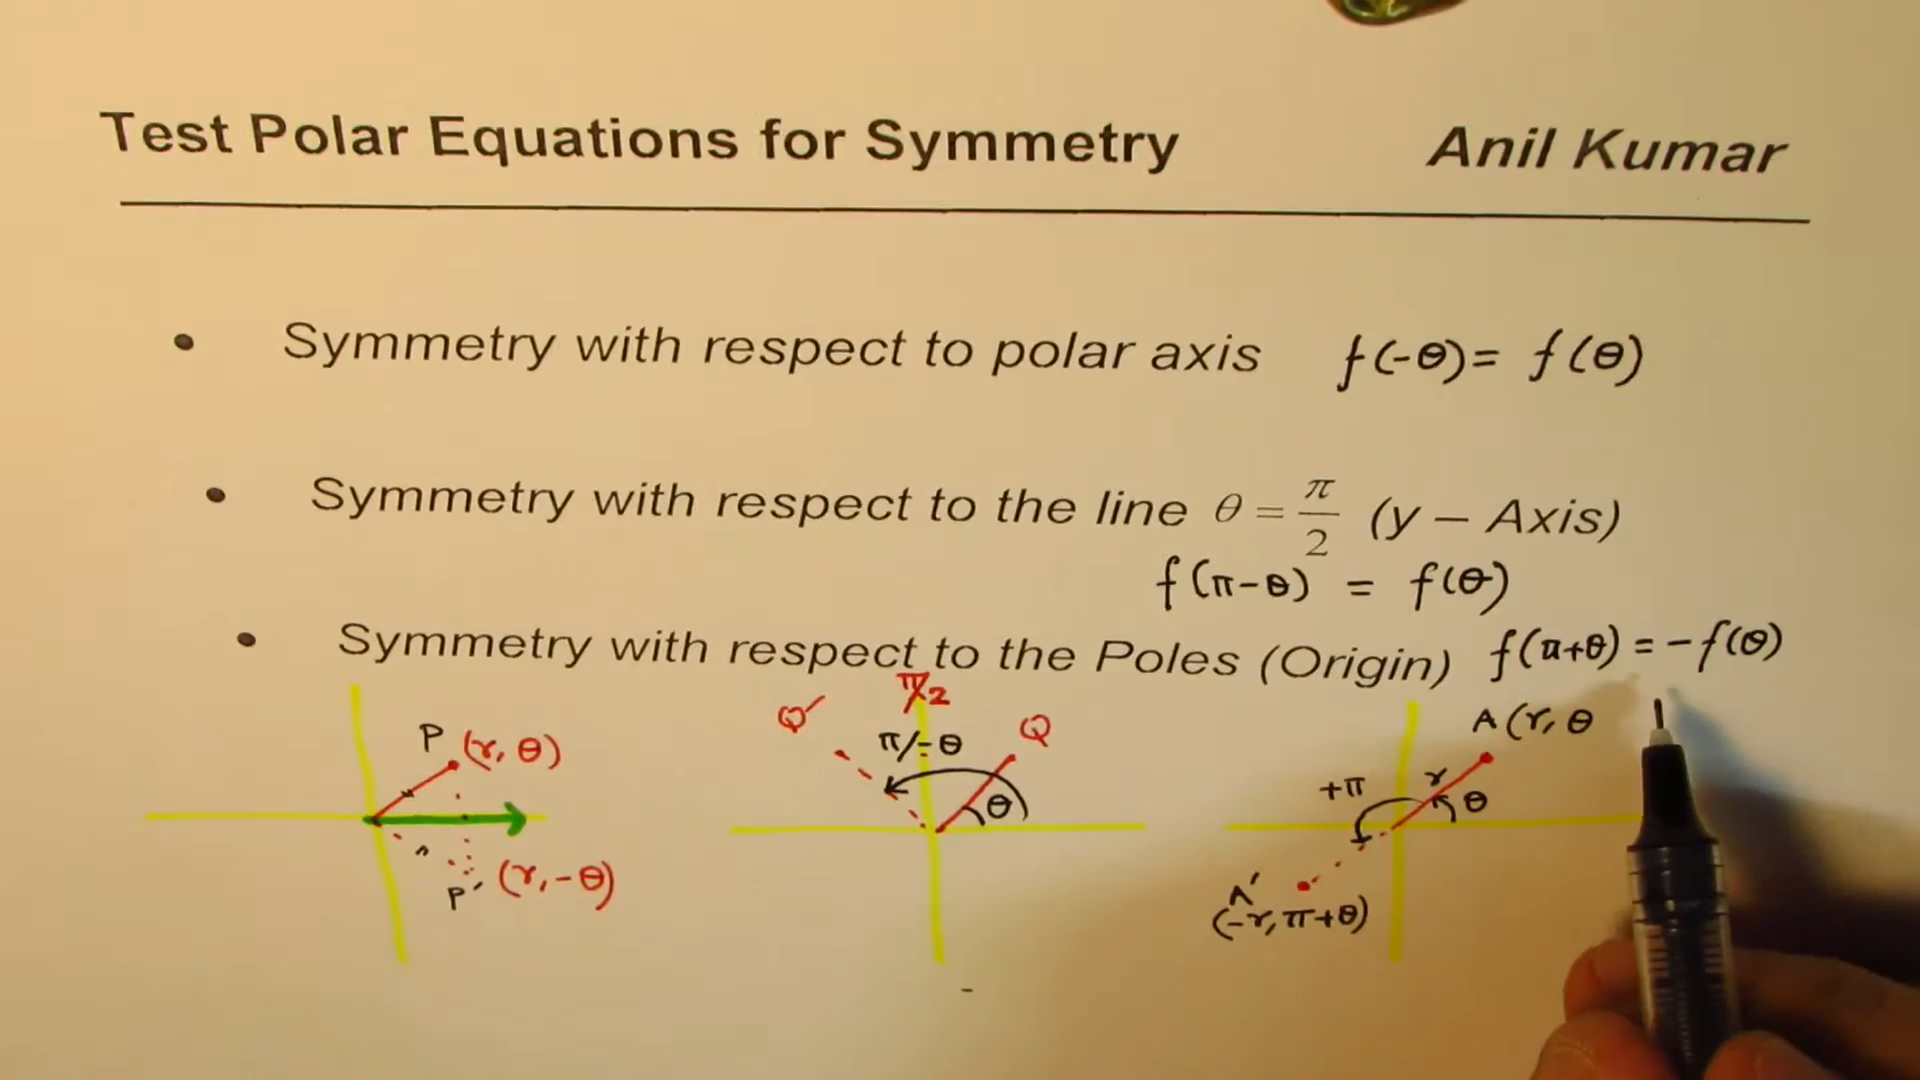 Test Polar Equations for Symmetry Anil Kumar
• Symmetry with respect to polar axis f(-θ) = f(θ)
• Symmetry with respect to the line θ = π/2 (y – Axis)
f(π-θ) = f(θ)
• Symmetry with respect to the Poles (Origin) f(π+θ) = -f(θ)
P (r, θ)
P' (r, -θ)
Q'
π/2
Q
π/-θ
θ
A (r, θ
+π
r
θ
A'
(-r, π+θ)